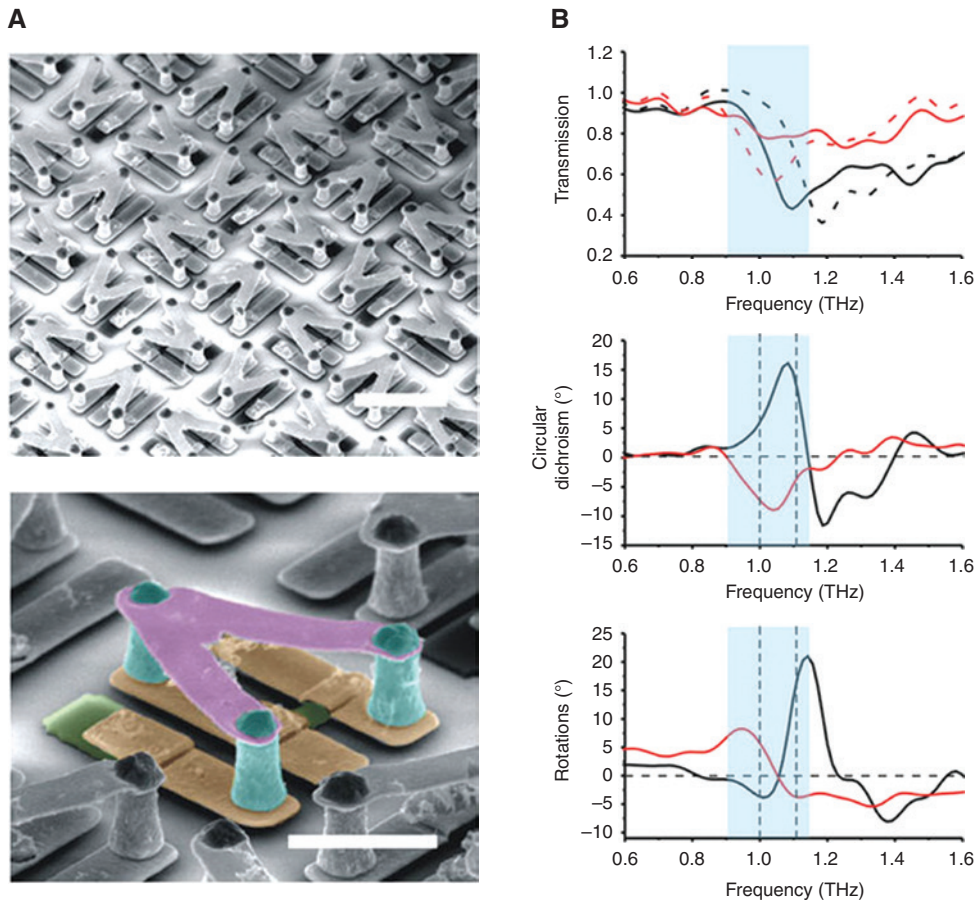 A
B
1.2
1.0
0.8
0.6
0.4
0.2
Transmission
0.6 0.8 1.0 1.2 1.4 1.6
Frequency (THz)
20
15
10
5
0
–5
–10
–15
Circular
dichroism (°)
0.6 0.8 1.0 1.2 1.4 1.6
Frequency (THz)
25
20
15
10
5
0
–5
–10
Rotations (°)
0.6 0.8 1.0 1.2 1.4 1.6
Frequency (THz)